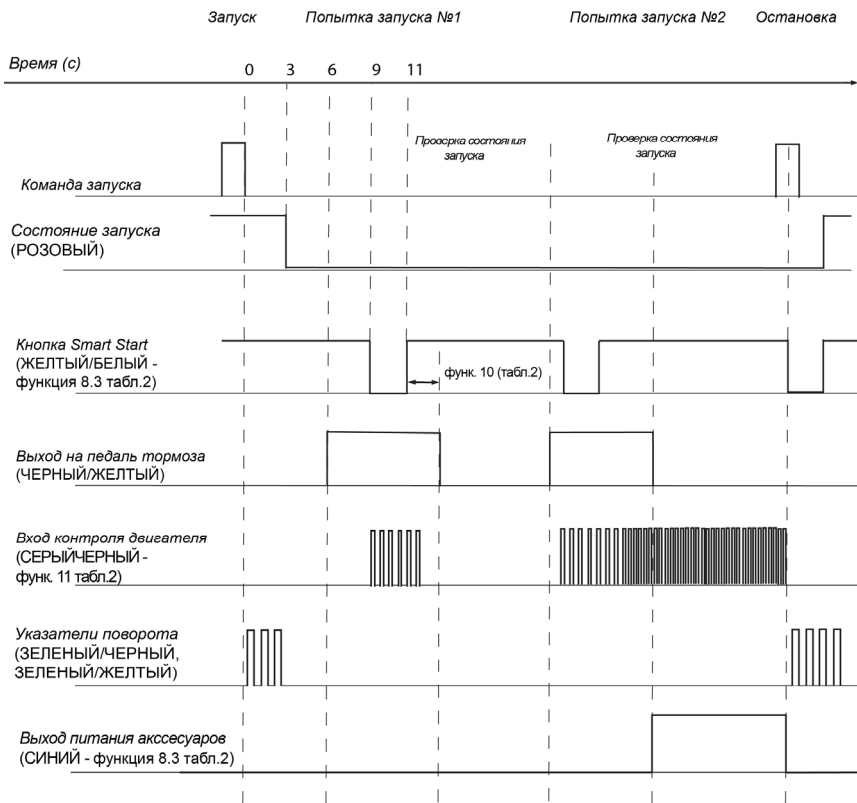 Запуск Попытка запуска №1 Попытка запуска №2 Остановка
Время (с)
0 3 6 9 11
Проверка состояния
запуска
Проверка состояния
запуска
Команда запуска
Состояние запуска
(РОЗОВЫЙ)
Кнопка Smart Start
(ЖЕЛТЫЙ/БЕЛЫЙ -
функция 8.3 табл.2)
функ. 10 (табл.2)
Выход на педаль тормоза
(ЧЕРНЫЙ/ЖЕЛТЫЙ)
Вход контроля двигателя
(СЕРЫЙЧЕРНЫЙ -
функ. 11 табл.2)
Указатели поворота
(ЗЕЛЕНЫЙ/ЧЕРНЫЙ,
ЗЕЛЕНЫЙ/ЖЕЛТЫЙ)
Выход питания акссесуаров
(СИНИЙ - функция 8.3 табл.2)